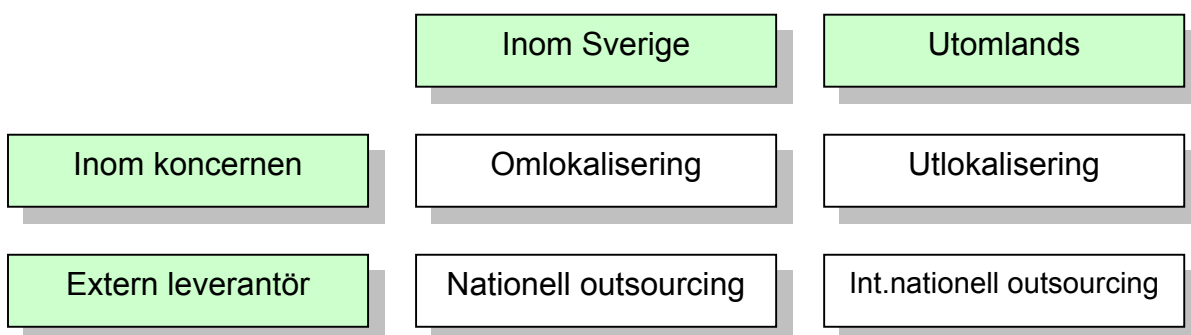 Inom Sverige
Utomlands
Inom koncernen
Omlokalisering
Utlokalisering
Extern leverantör
Nationell outsourcing
Int.nationell outsourcing